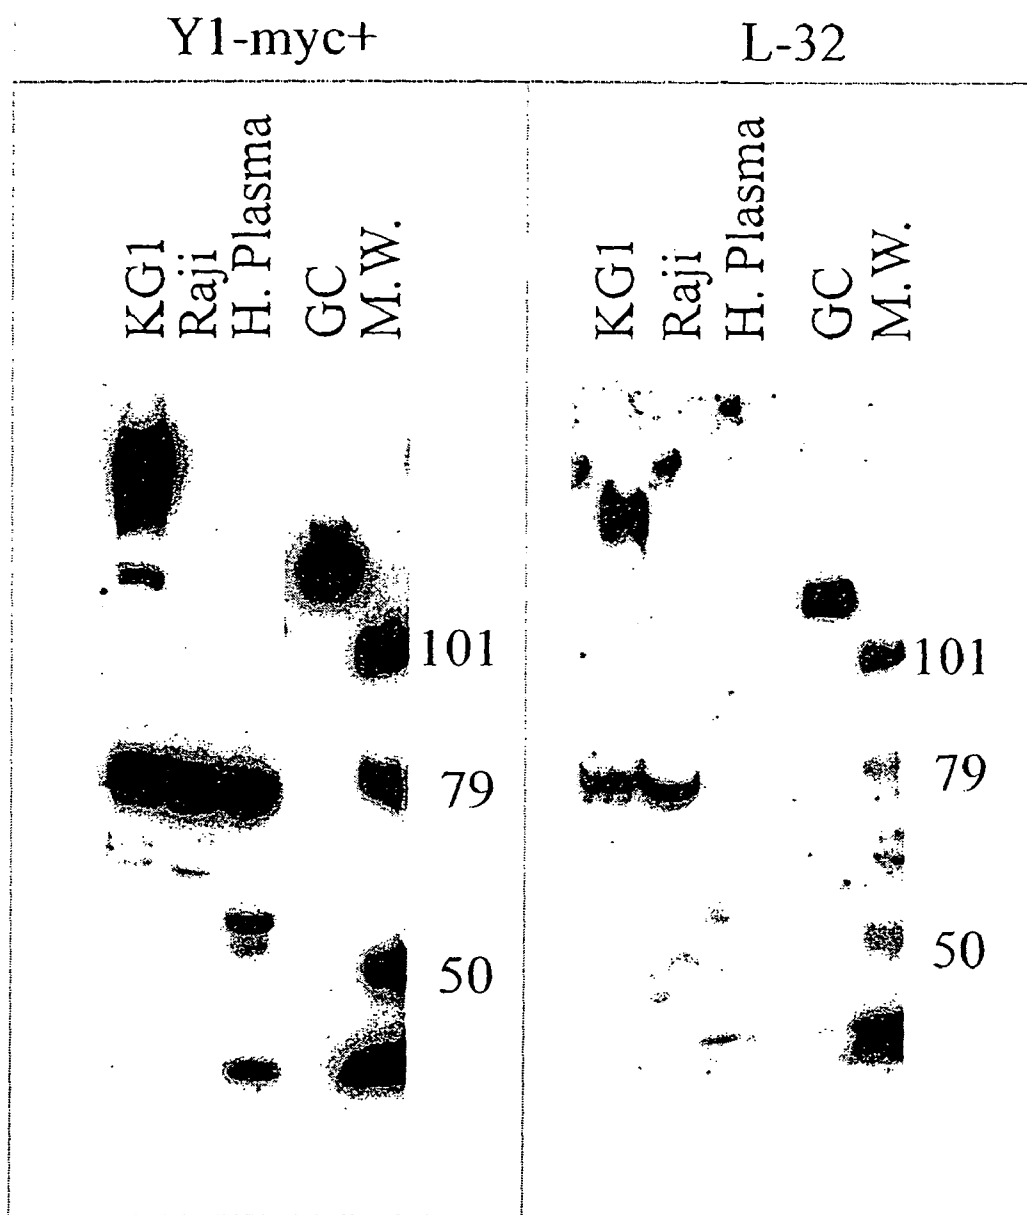 Y1-myc+
KG1
Raji
H. Plasma
GC
M.W.
101
79
50
L-32
KG1
Raji
H. Plasma
GC
M.W.
101
79
50